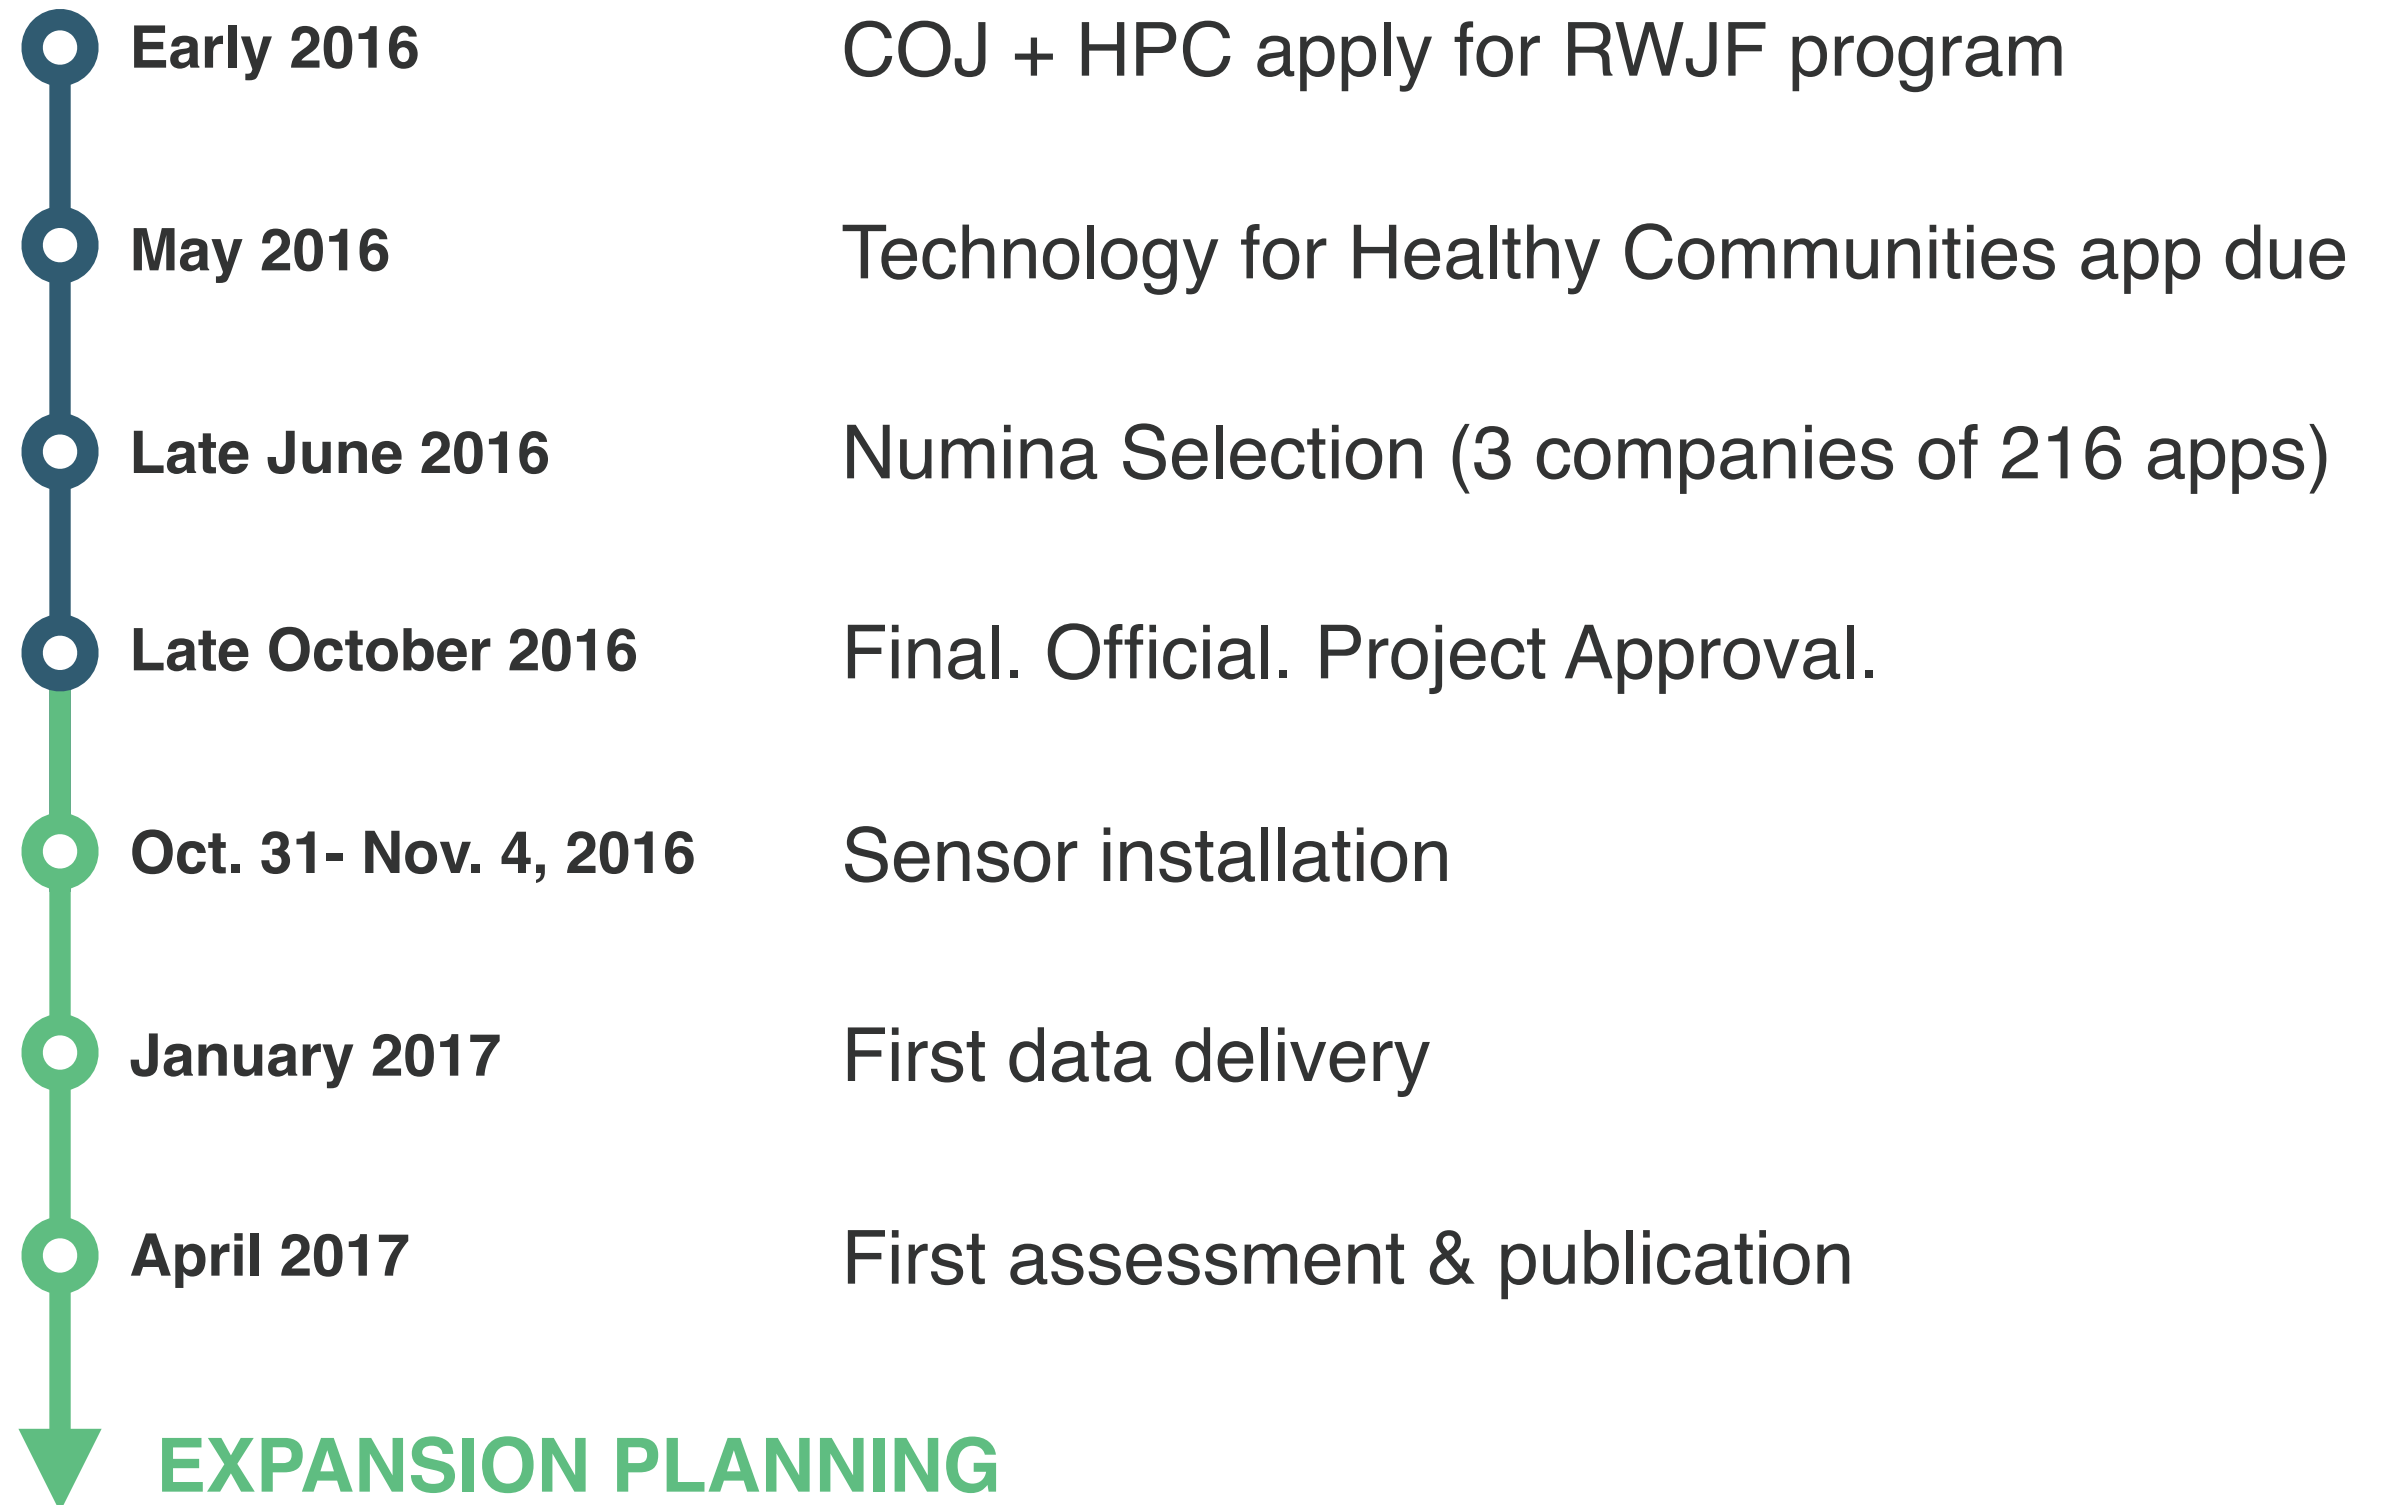 Early 2016 COJ + HPC apply for RWJF program
May 2016 Technology for Healthy Communities app due
Late June 2016 Numina Selection (3 companies of 216 apps)
Late October 2016 Final. Official. Project Approval.
Oct. 31- Nov. 4, 2016 Sensor installation
January 2017 First data delivery
April 2017 First assessment & publication
EXPANSION PLANNING